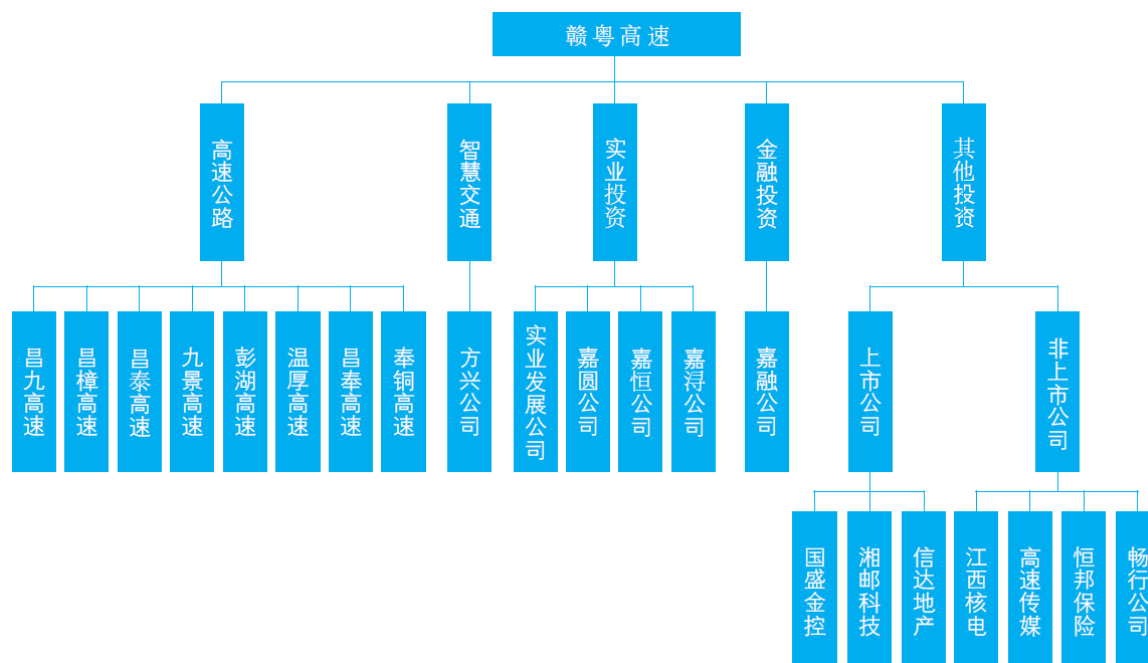 赣粤高速
高速公路
智慧交通
实业投资
金融投资
其他投资
昌九高速
昌樟高速
昌泰高速
九景高速
彭湖高速
温厚高速
昌奉高速
奉铜高速
方兴公司
实业发展公司
嘉圆公司
嘉恒公司
嘉浔公司
嘉融公司
上市公司
非上市公司
国盛金控
湘邮科技
信达地产
江西核电
高速传媒
恒邦保险
畅行公司